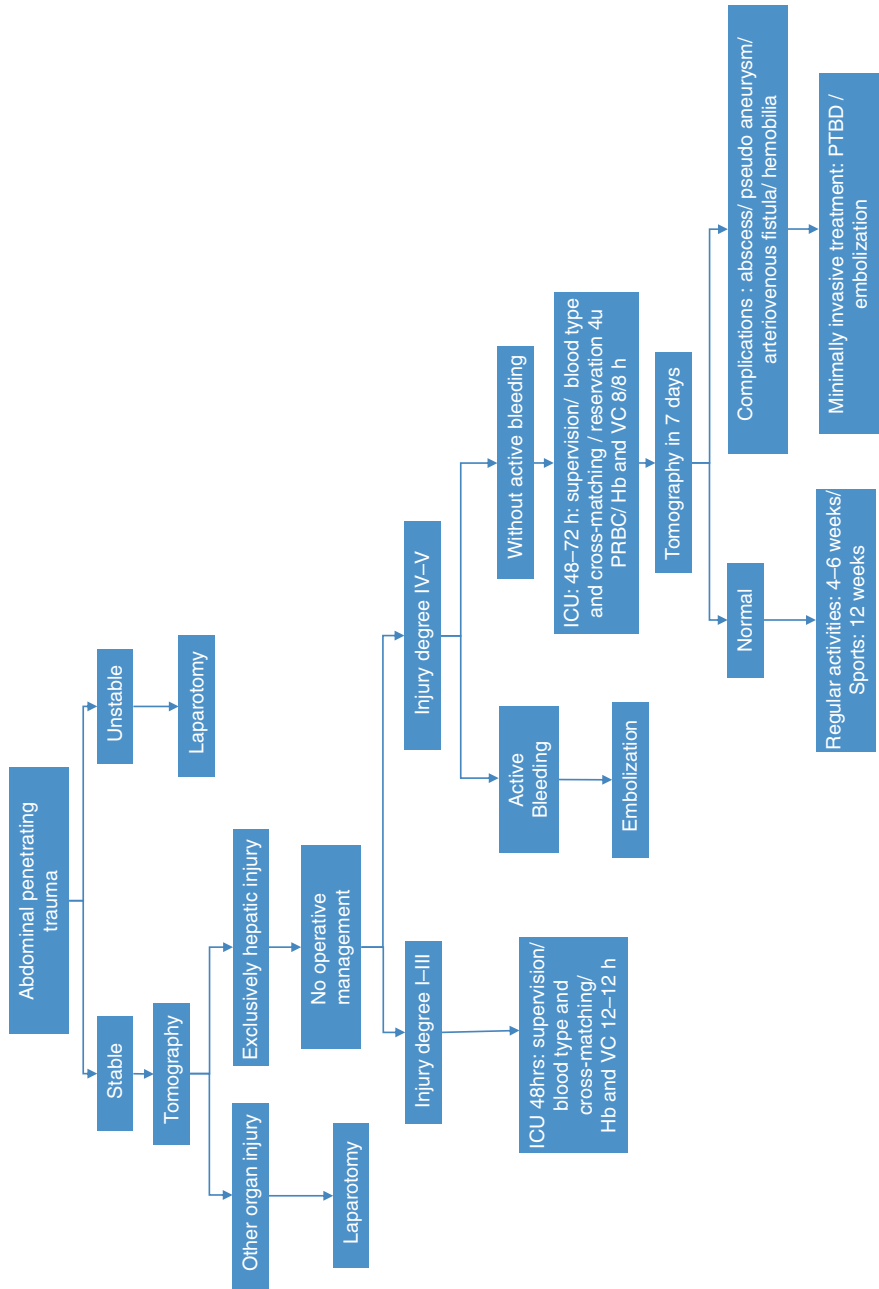 Abdominal penetrating
trauma
Stable
Unstable
Tomography
Laparotomy
Other organ injury
Exclusively hepatic injury
Laparotomy
No operative
management
Injury degree I–III
Injury degree IV–V
ICU 48hrs: supervision/
blood type and
cross-matching/
Hb and VC 12–12 h
Active
Bleeding
Without active bleeding
Embolization
ICU: 48–72 h: supervision/ blood type
and cross-matching / reservation 4u
PRBC/ Hb and VC 8/8 h
Tomography in 7 days
Normal
Complications : abscess/ pseudo aneurysm/
arteriovenous fistula/ hemobilia
Regular activities: 4–6 weeks/
Sports: 12 weeks
Minimally invasive treatment: PTBD /
embolization